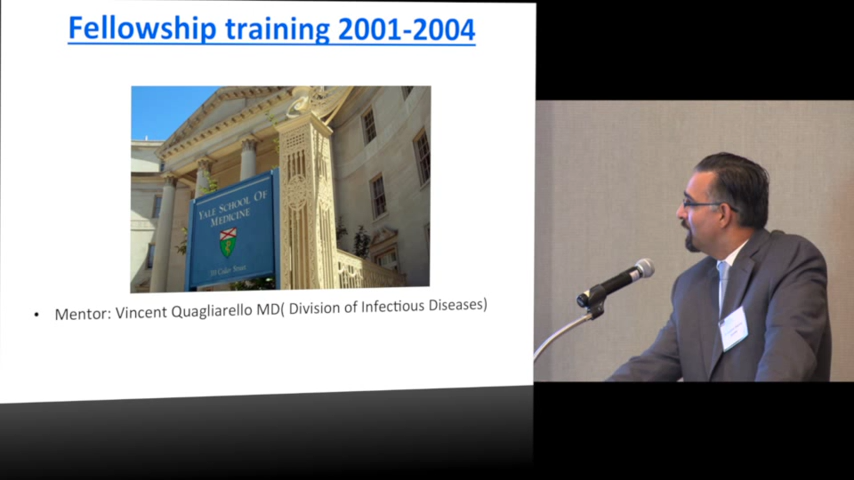 Fellowship training 2001-2004
YALE SCHOOL OF
MEDICINE
• Mentor: Vincent Quagliarello MD( Division of Infectious Diseases)